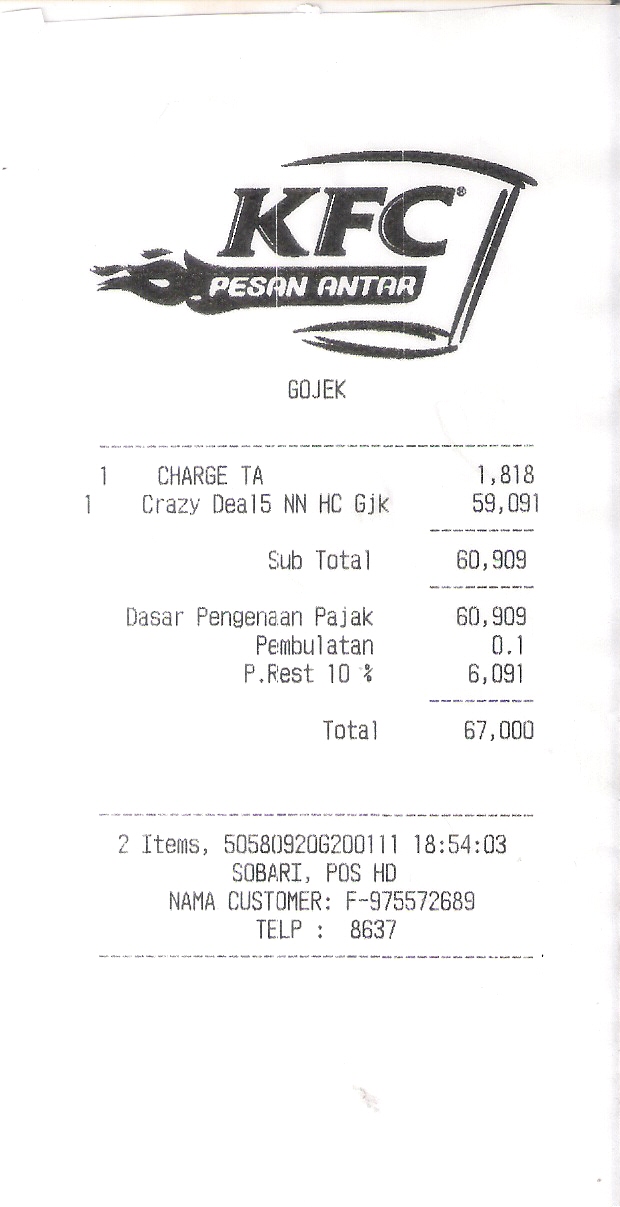 KFC®
PESAN ANTAR
GOJEK
1 CHARGE TA 1,818
1 Crazy Deal5 NN HC Gjk 59,091
Sub Total 60,909
Dasar Pengenaan Pajak 60,909
Pembulatan 0.1
P.Rest 10 % 6,091
Total 67,000
2 Items, 50580920G200111 18:54:03
SOBARI, POS HD
NAMA CUSTOMER: F-975572689
TELP : 8637